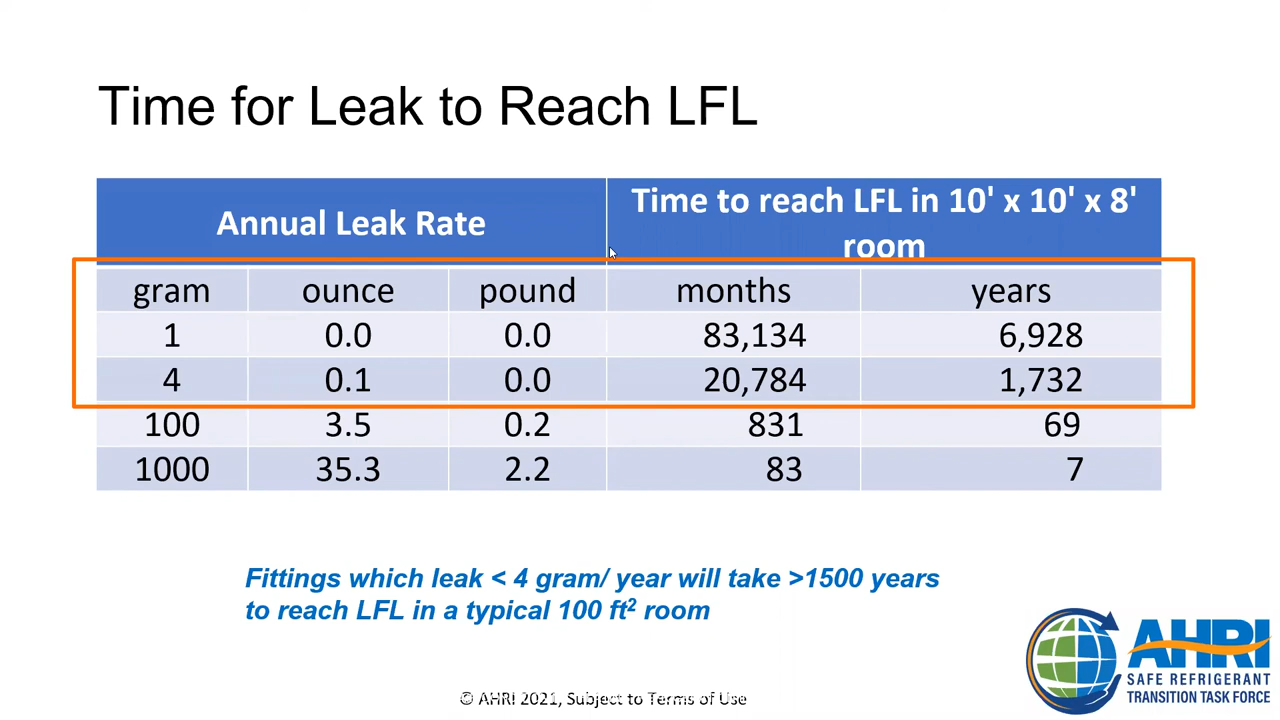 Time for Leak to Reach LFL
Annual Leak Rate
Time to reach LFL in 10' x 10' x 8'
room
gram ounce pound months years
1 0.0 0.0 83,134 6,928
4 0.1 0.0 20,784 1,732
100 3.5 0.2 831 69
1000 35.3 2.2 83 7
Fittings which leak < 4 gram/ year will take >1500 years
to reach LFL in a typical 100 ft² room
AHRI
SAFE REFRIGERANT
TRANSITION TASK FORCE
© AHRI 2021, Subject to Terms of Use